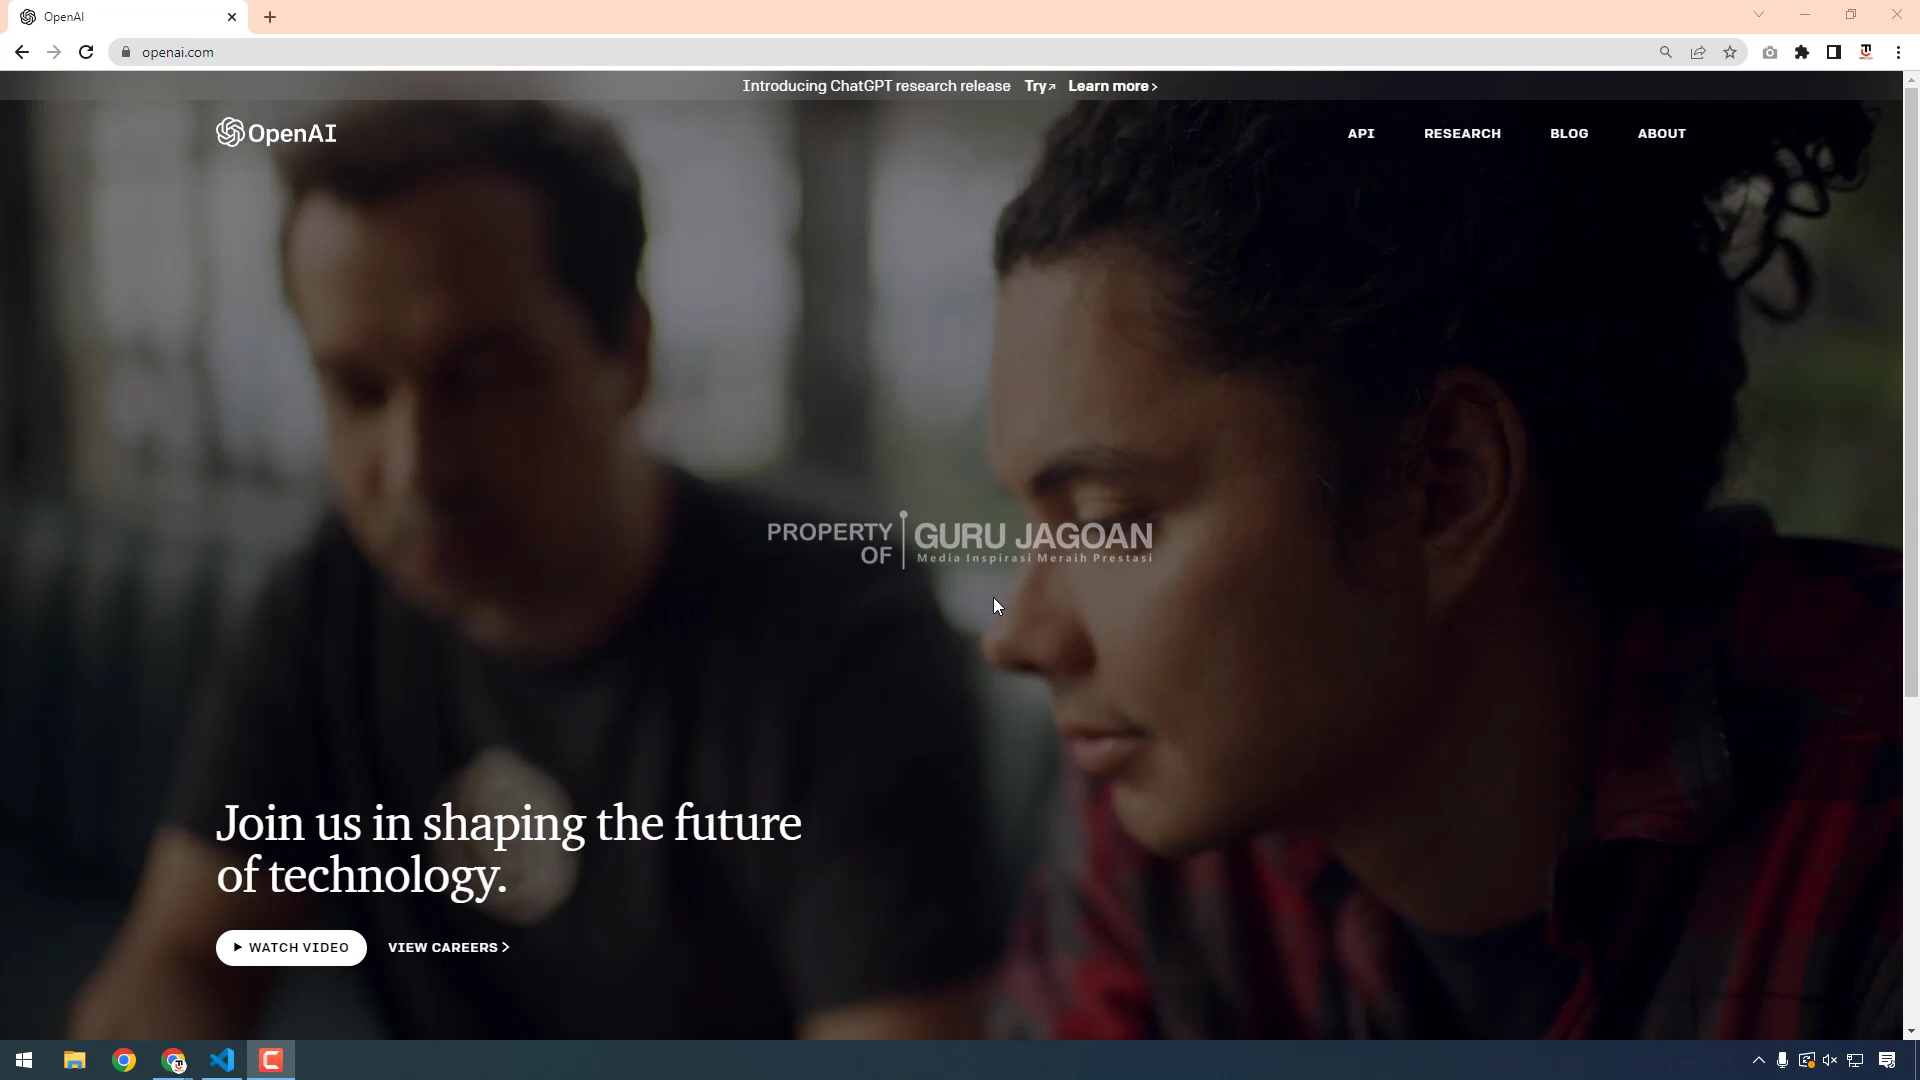 OpenAI
openai.com
Introducing ChatGPT research release Try↗ Learn more >
OpenAI
API RESEARCH BLOG ABOUT
PROPERTY OF
GURU JAGOAN
Media Inspirasi Meraih Prestasi
Join us in shaping the future
of technology.
WATCH VIDEO VIEW CAREERS >